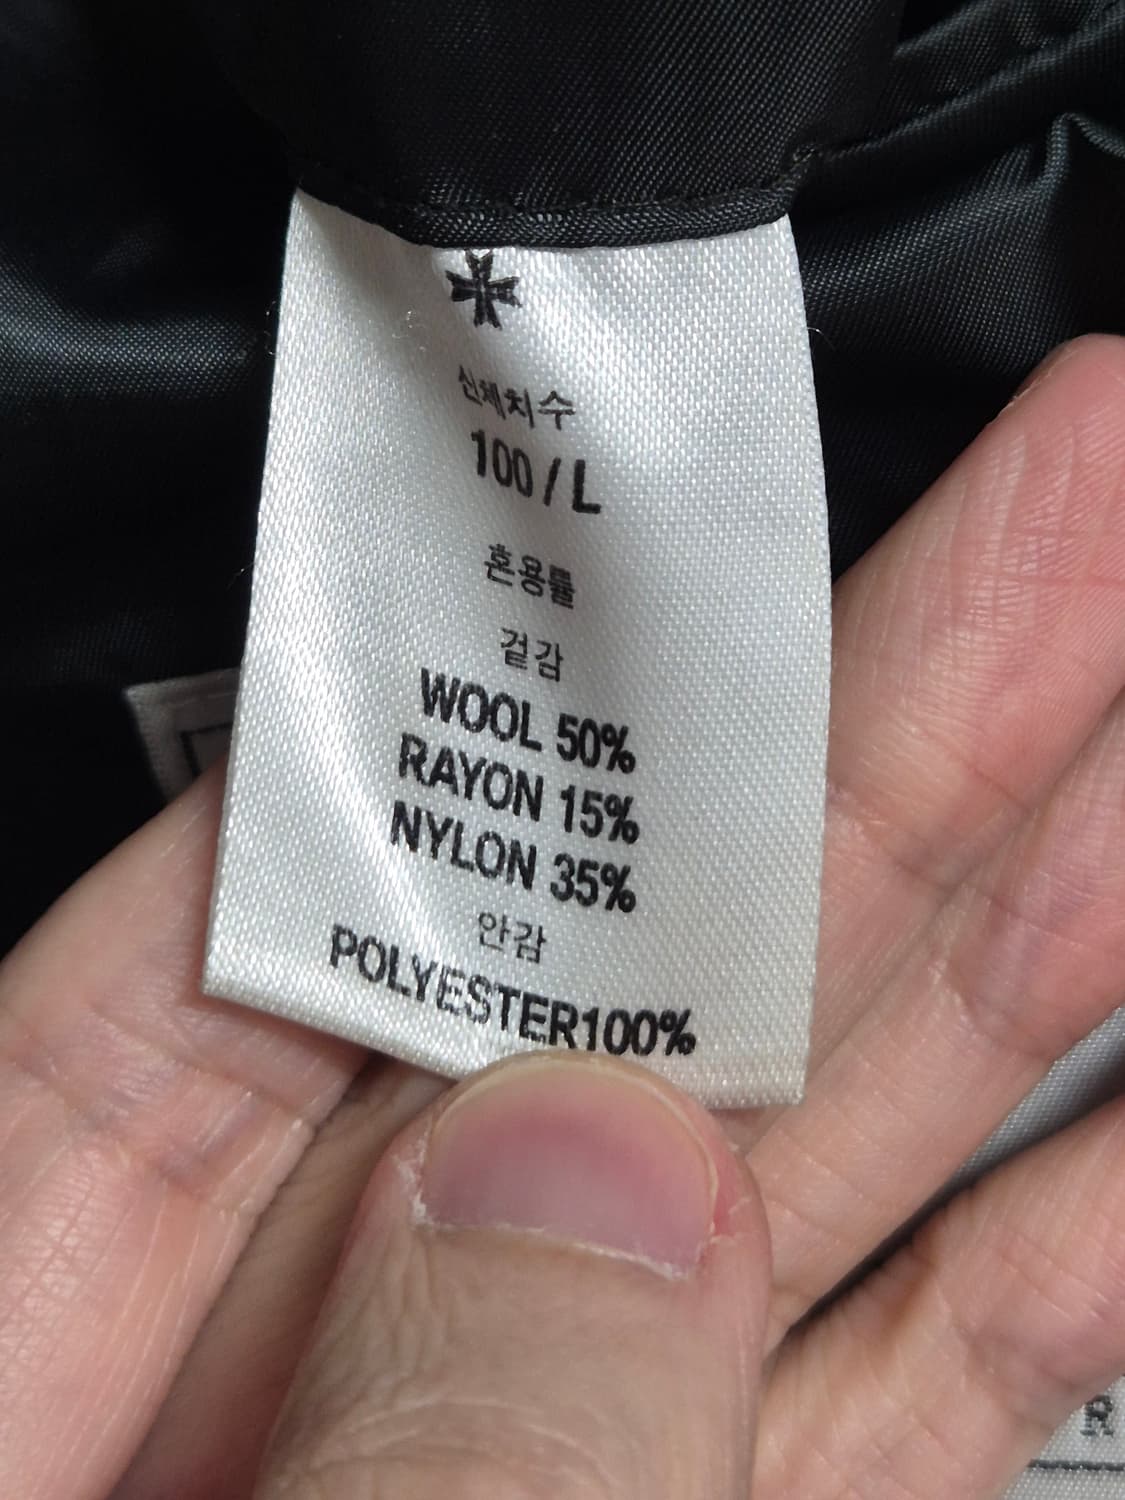 신체치수
100 / L
혼용률
겉감
WOOL 50%
RAYON 15%
NYLON 35%
안감
POLYESTER100%
R